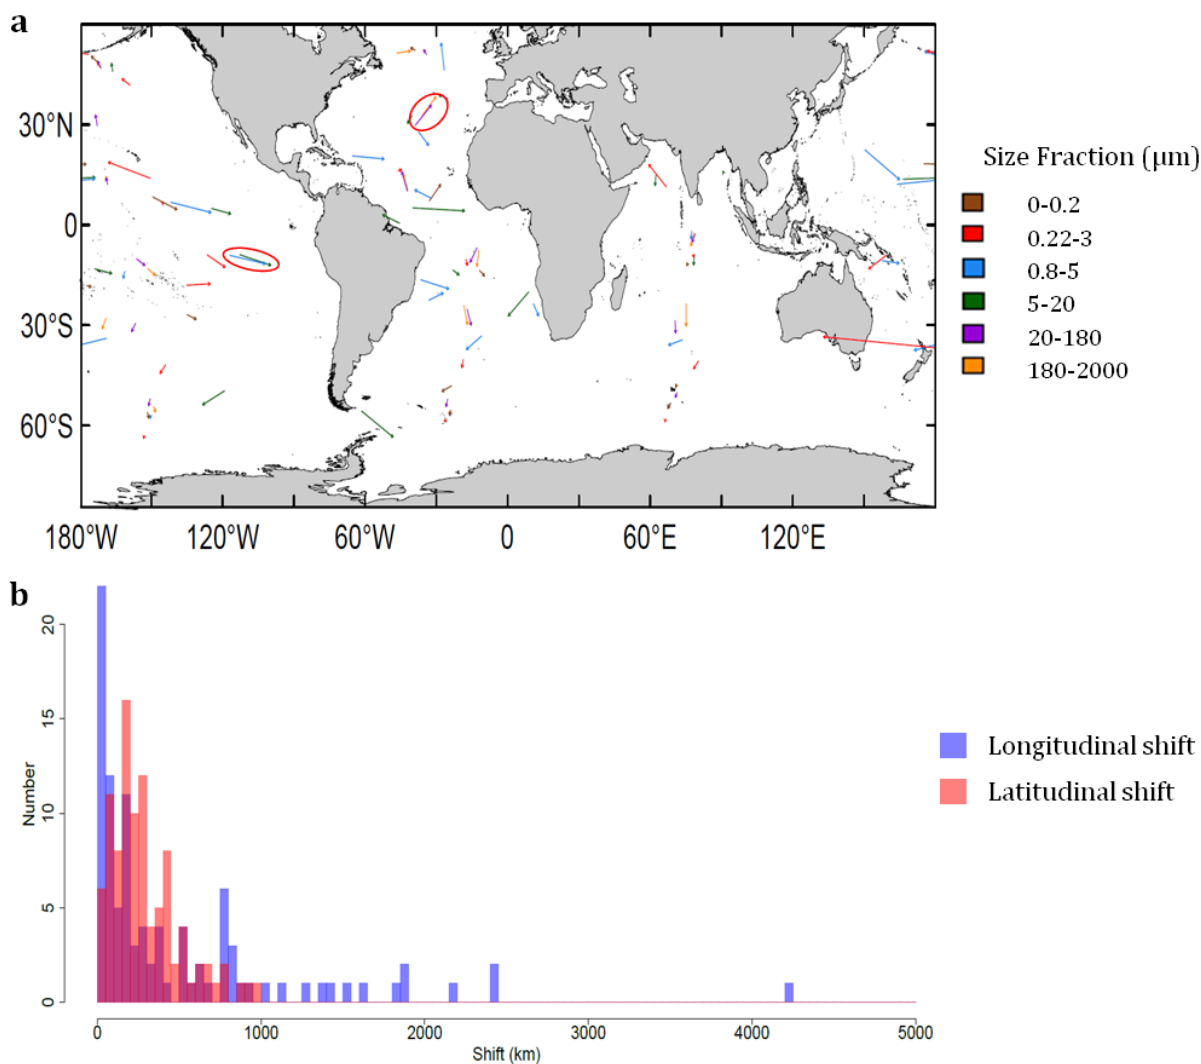 a
30°N
0
30°S
60°S
180°W
120°W
60°W
0
60°E
120°E
Size Fraction (µm)
0-0.2
0.22-3
0.8-5
5-20
20-180
180-2000
b
Number
20
15
10
5
0
0
1000
2000
3000
4000
5000
Shift (km)
Longitudinal shift
Latitudinal shift